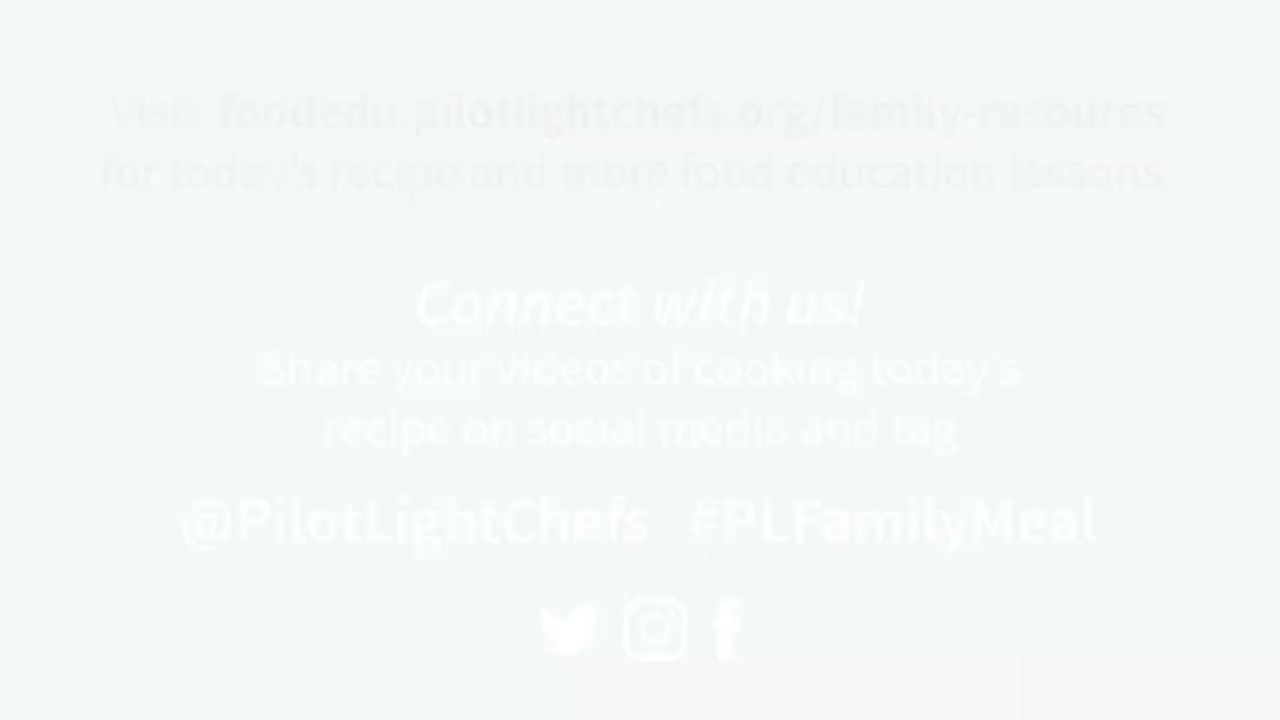 Visit foodedu.pilotlightchefs.org/family-resoures
for today's recipe and more food education lessons
Connect with us!
Share your videos of cooking today's
recipe on social media and tag
@PilotLightChefs #PLFamilyMeal